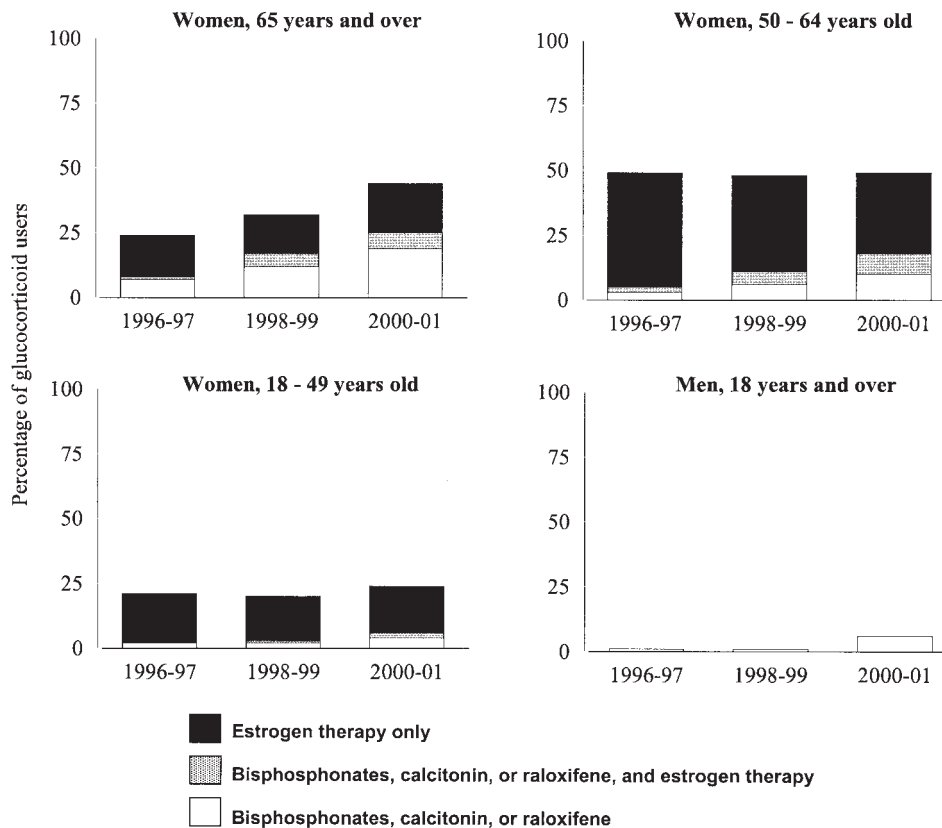 Women, 65 years and over
100
75
50
25
0
1996-97 1998-99 2000-01
Women, 50 - 64 years old
100
75
50
25
0
1996-97 1998-99 2000-01
Percentage of glucocorticoid users
Women, 18 - 49 years old
100
75
50
25
0
1996-97 1998-99 2000-01
Men, 18 years and over
100
75
50
25
0
1996-97 1998-99 2000-01
Estrogen therapy only
Bisphosphonates, calcitonin, or raloxifene, and estrogen therapy
Bisphosphonates, calcitonin, or raloxifene